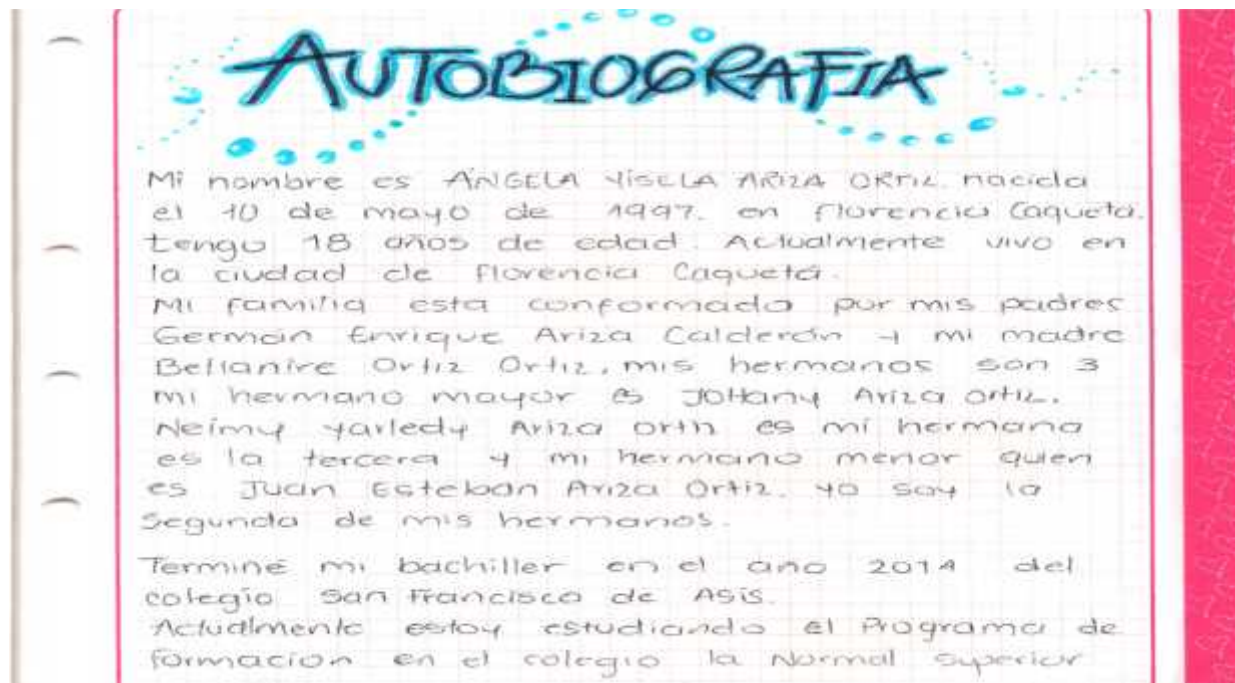 AUTOBIOGRAFIA
Mi nombre es ANGELA YISELA ARIZA ORTIZ. nacida
el 10 de mayo de 1997. en Florencia Caqueta.
tengo 18 años de edad. Actualmente vivo en
la ciudad de Florencia Caquetá.
Mi familia esta conformada por mis padres
Germán Enrique Ariza Calderón y mi madre
Bellanire Ortiz Ortiz, mis hermanos son 3
mi hermano mayor es JOHany Ariza Ortiz.
Neimy yarledy Ariza Ortiz es mi hermana
es la tercera y mi hermano menor quien
es Juan Esteban Ariza Ortiz. yo soy la
Segunda de mis hermanos.
Termine mi bachiller en el año 2014 del
colegio San Francisco de ASIS.
Actualmente estoy estudiando El Programa de
formacion en el colegio la Normal Superior